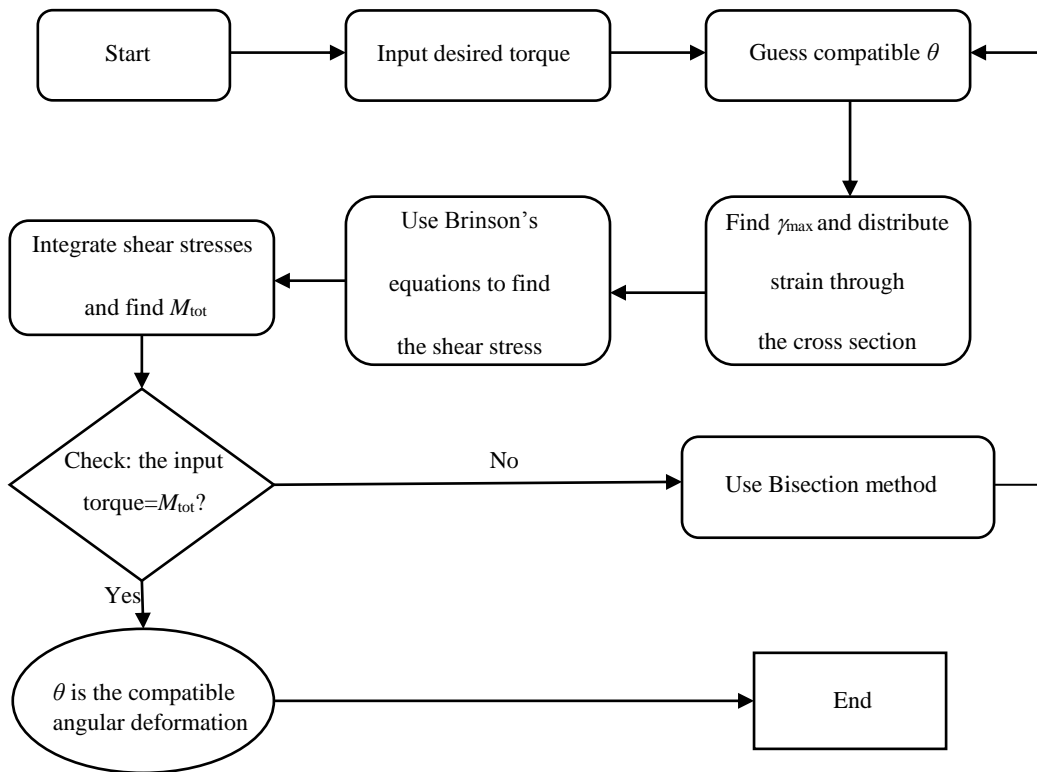 Start
Input desired torque
Guess compatible θ
Find γmax and distribute
strain through
the cross section
Use Brinson’s
equations to find
the shear stress
Integrate shear stresses
and find Mtot
Check: the input
torque=Mtot?
No
Use Bisection method
Yes
θ is the compatible
angular deformation
End